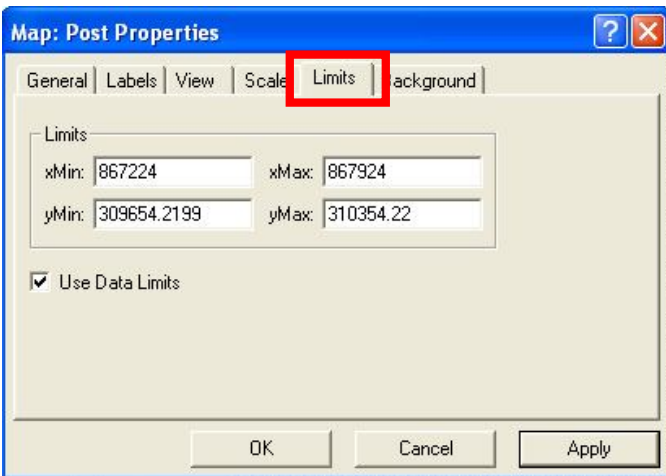 Map: Post Properties
General Labels View Scale Limits ackground
Limits
xMin: 867224 xMax: 867924
yMin: 309654.2199 yMax: 310354.22
Use Data Limits
OK Cancel Apply